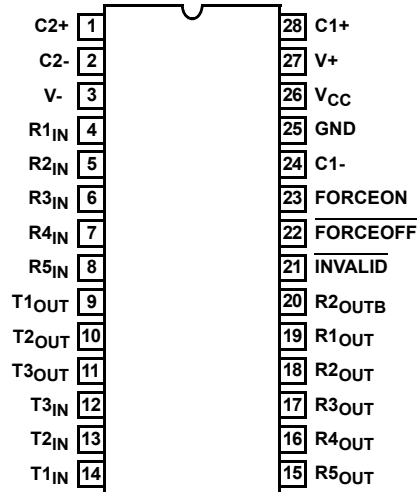 C2+ 1 28 C1+
C2- 2 27 V+
V- 3 26 VCC
R1IN 4 25 GND
R2IN 5 24 C1-
R3IN 6 23 FORCEON
R4IN 7 22 FORCEOFF
R5IN 8 21 INVALID
T1OUT 9 20 R2OUTB
T2OUT 10 19 R1OUT
T3OUT 11 18 R2OUT
T3IN 12 17 R3OUT
T2IN 13 16 R4OUT
T1IN 14 15 R5OUT